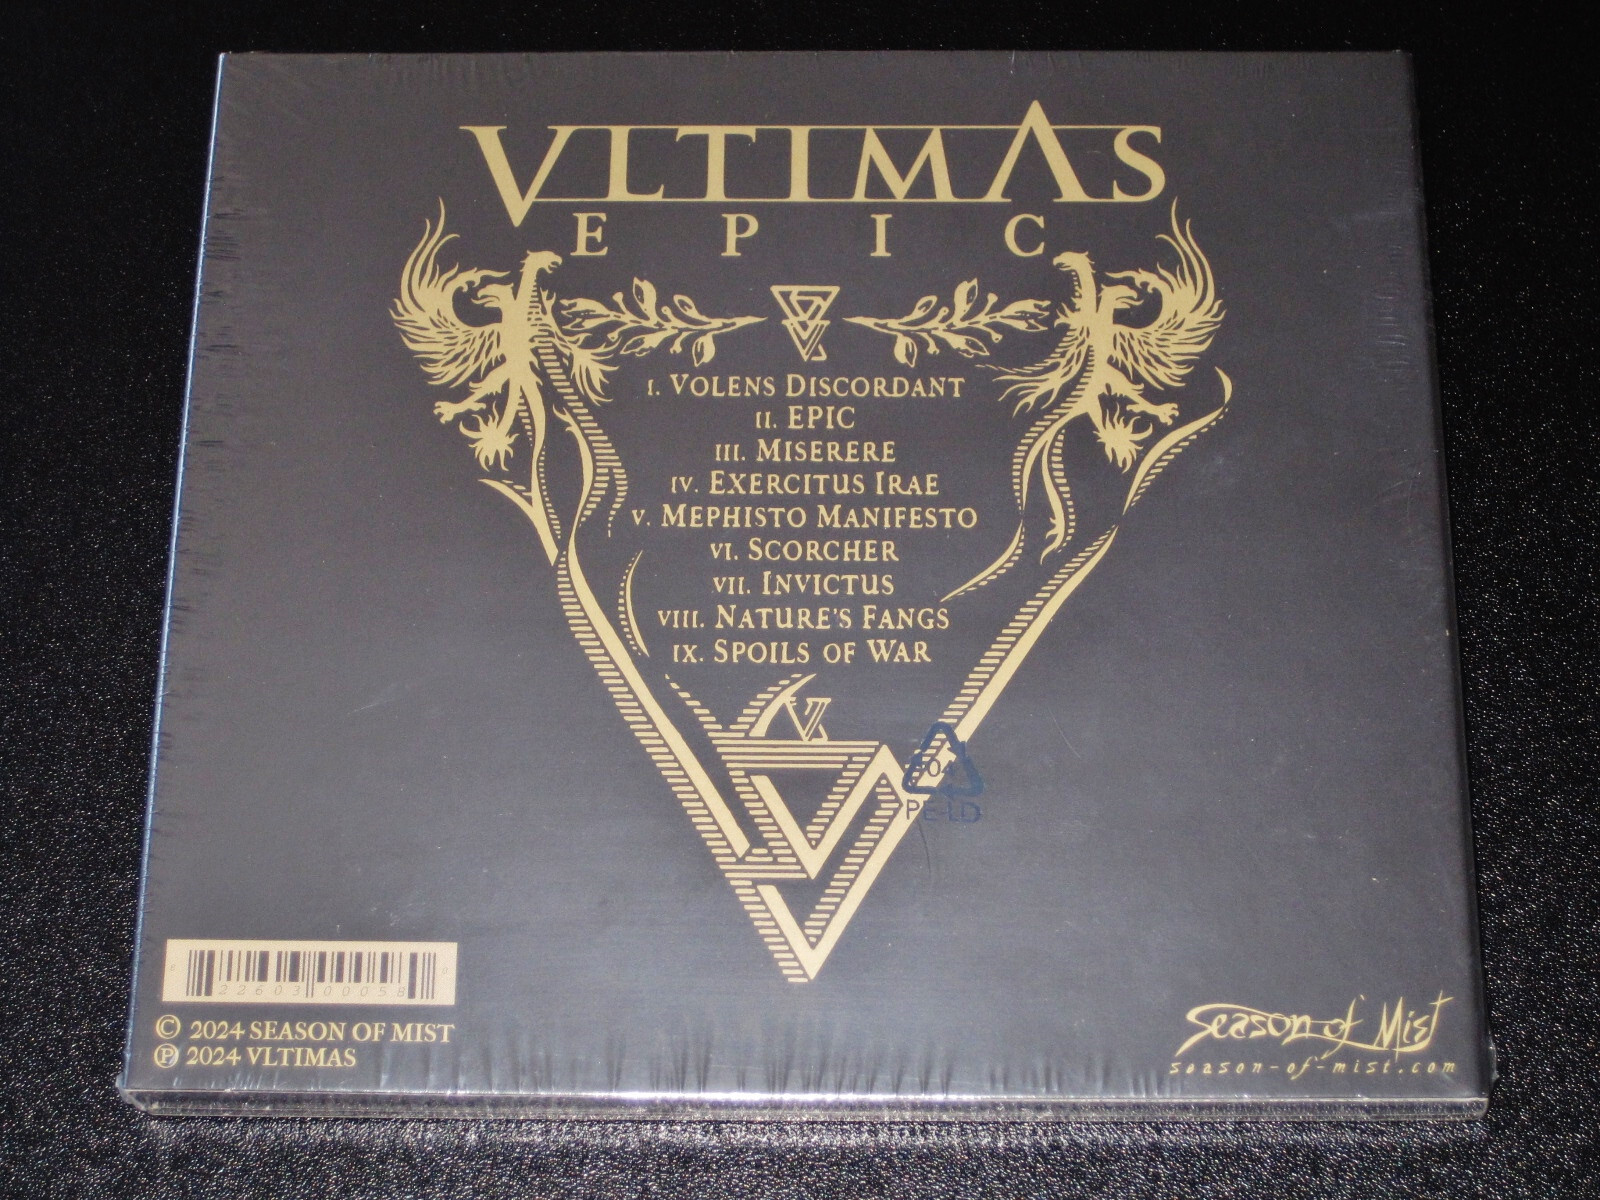 VLTIMAS
EPIC
I. VOLENS DISCORDANT
II. EPIC
III. MISERERE
IV. EXERCITUS IRAE
V. MEPHISTO MANIFESTO
VI. SCORCHER
VII. INVICTUS
VIII. NATURE'S FANGS
IX. SPOILS OF WAR
04
PE-LD
22603 00058
© 2024 SEASON OF MIST
℗ 2024 VLTIMAS
Season of Mist
season-of-mist.com